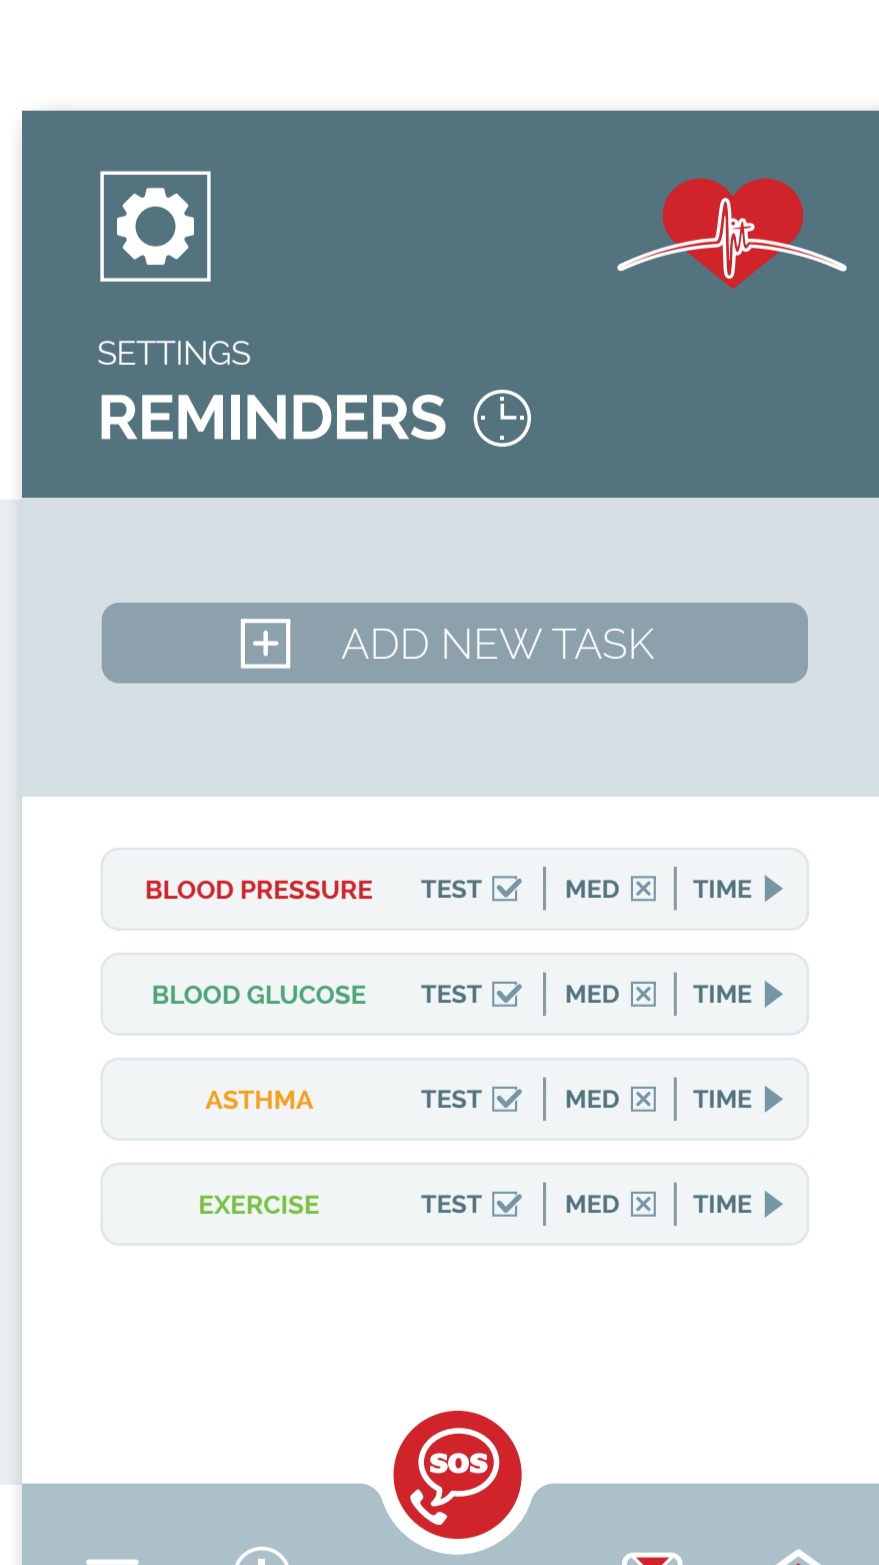 SETTINGS
REMINDERS
ADD NEW TASK
BLOOD PRESSURE TEST MED TIME
BLOOD GLUCOSE TEST MED TIME
ASTHMA TEST MED TIME
EXERCISE TEST MED TIME
SOS